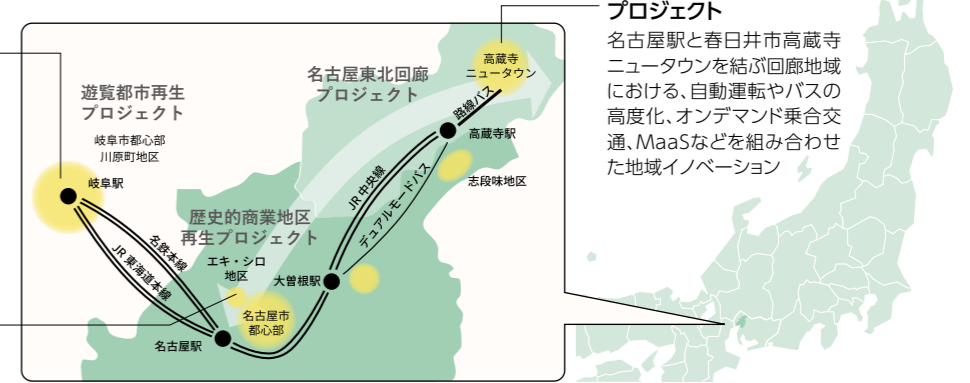 プロジェクト
名古屋駅と春日井市高蔵寺
ニュータウンを結ぶ回廊地域
における、自動運転やバスの
高度化、オンデマンド乗合交
通、MaaSなどを組み合わせ
た地域イノベーション
高蔵寺
ニュータウン
名古屋東北回廊
プロジェクト
遊覧都市再生
プロジェクト
岐阜市都心部
川原町地区
岐阜駅
路線バス
高蔵寺駅
志段味地区
JR中央線
デュアルモードバス
歴史的商業地区
再生プロジェクト
名鉄本線
JR東海道本線
エキ・シロ
地区
大曽根駅
名古屋市
都心部
名古屋駅